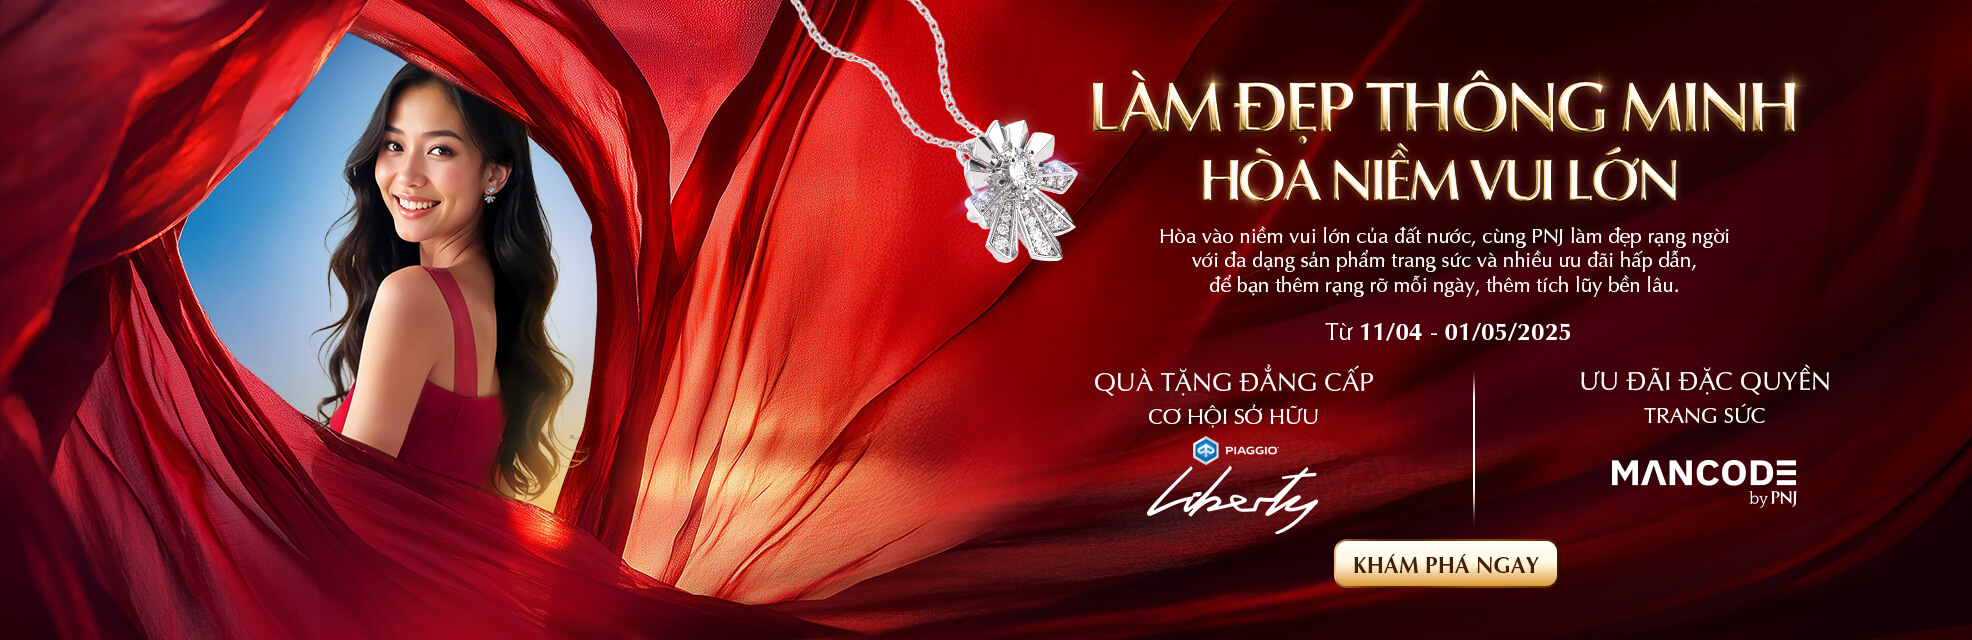 LÀM ĐẸP THÔNG MINH
HÒA NIỀM VUI LỚN
Hòa vào niềm vui lớn của đất nước, cùng PNJ làm đẹp rạng ngời
với đa dạng sản phẩm trang sức và nhiều ưu đãi hấp dẫn,
để bạn thêm rạng rỡ mỗi ngày, thêm tích lũy bền lâu.
Từ 11/04 - 01/05/2025
QUÀ TẶNG ĐẲNG CẤP
CƠ HỘI SỞ HỮU
PIAGGIO
Liberty
ƯU ĐÃI ĐẶC QUYỀN
TRANG SỨC
MANCODE
by PNJ
KHÁM PHÁ NGAY